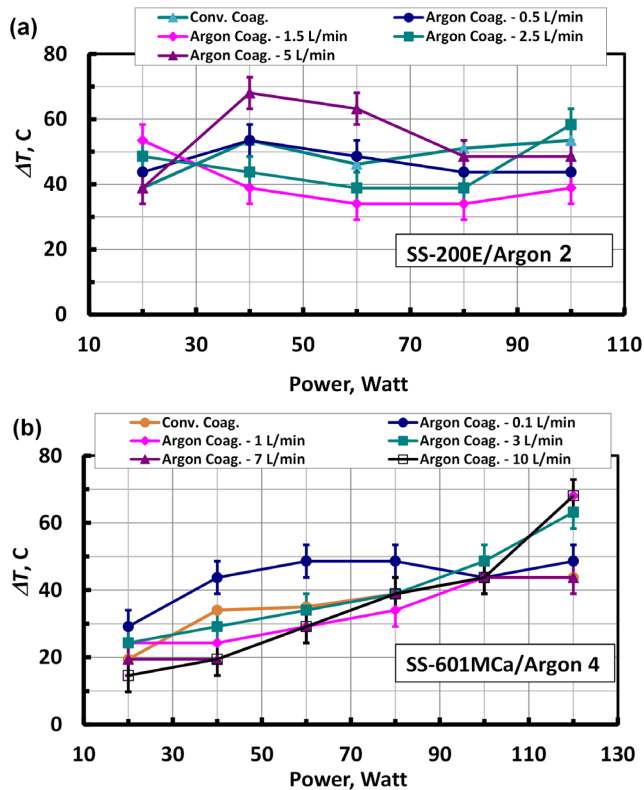 (a)
Conv. Coag.
Argon Coag. - 0.5 L/min
Argon Coag. - 1.5 L/min
Argon Coag. - 2.5 L/min
Argon Coag. - 5 L/min
80
60
40
20
0
ΔT, C
SS-200E/Argon 2
10 30 50 70 90 110
Power, Watt
(b)
Conv. Coag.
Argon Coag. - 0.1 L/min
Argon Coag. - 1 L/min
Argon Coag. - 3 L/min
Argon Coag. - 7 L/min
Argon Coag. - 10 L/min
80
60
40
20
0
ΔT, C
SS-601MCa/Argon 4
10 30 50 70 90 110 130
Power, Watt